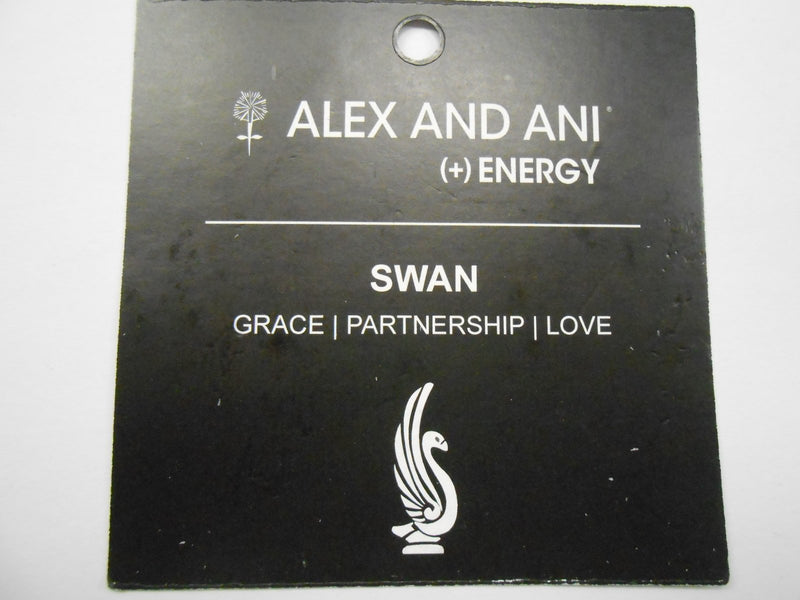 ALEX AND ANI®
(+) ENERGY
SWAN
GRACE | PARTNERSHIP | LOVE